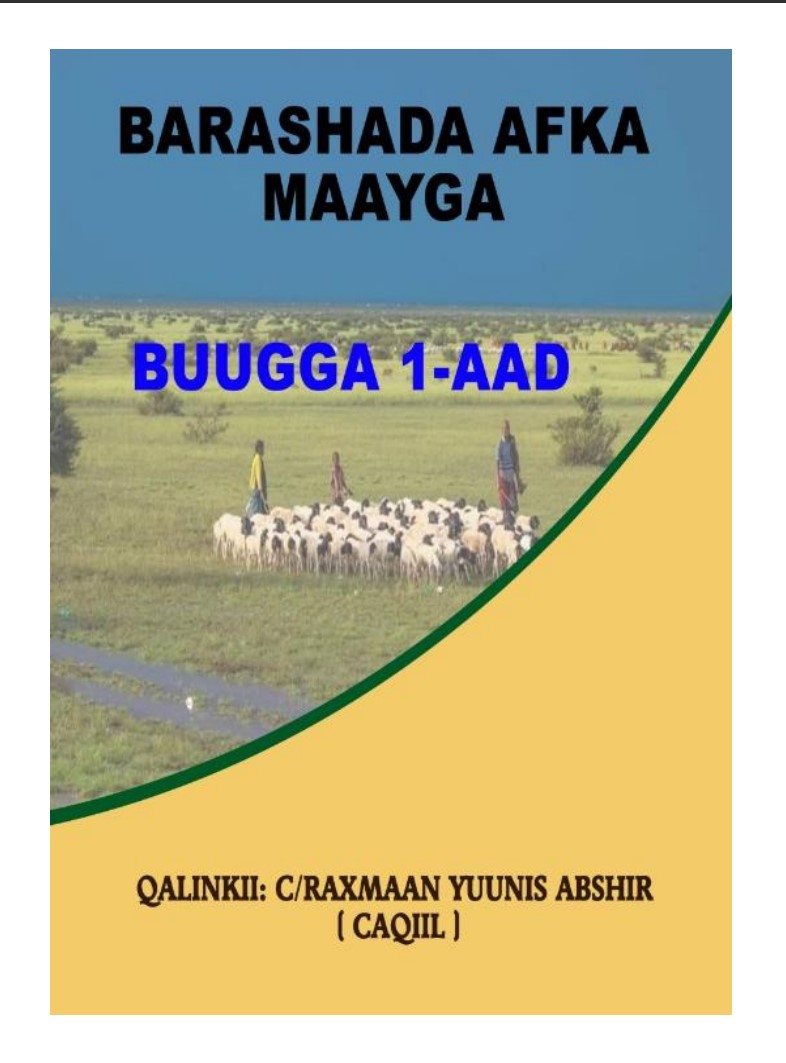 BARASHADA AFKA
MAAYGA
BUUGGA 1-AAD
QALINKII: C/RAXMAAN YUUNIS ABSHIR
( CAQIIL )